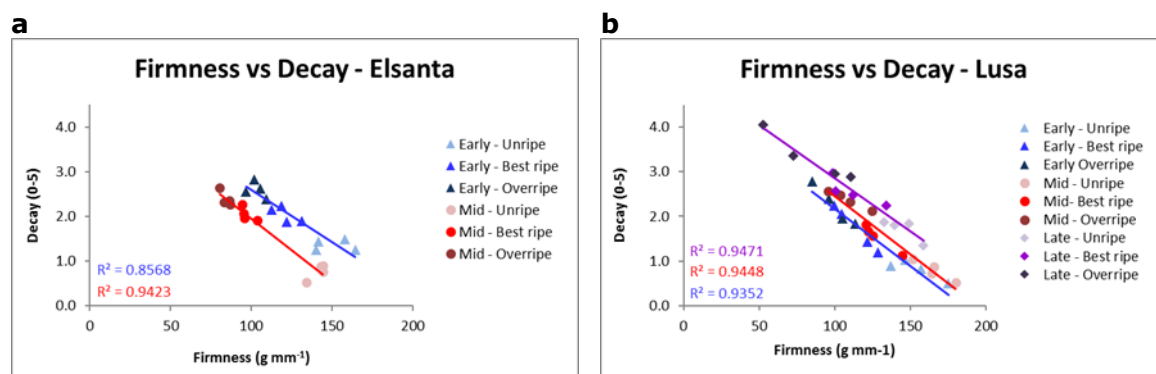 a
Firmness vs Decay - Elsanta
Decay (0-5)
4.0
3.0
2.0
1.0
0.0
R² = 0.8568
R² = 0.9423
0
50
100
150
200
Firmness (g mm⁻¹)
Early - Unripe
Early - Best ripe
Early - Overripe
Mid - Unripe
Mid - Best ripe
Mid - Overripe
b
Firmness vs Decay - Lusa
Decay (0-5)
4.0
3.0
2.0
1.0
0.0
R² = 0.9471
R² = 0.9448
R² = 0.9352
0
50
100
150
200
Firmness (g mm-1)
Early - Unripe
Early - Best ripe
Early Overripe
Mid - Unripe
Mid- Best ripe
Mid - Overripe
Late - Unripe
Late - Best ripe
Late - Overripe